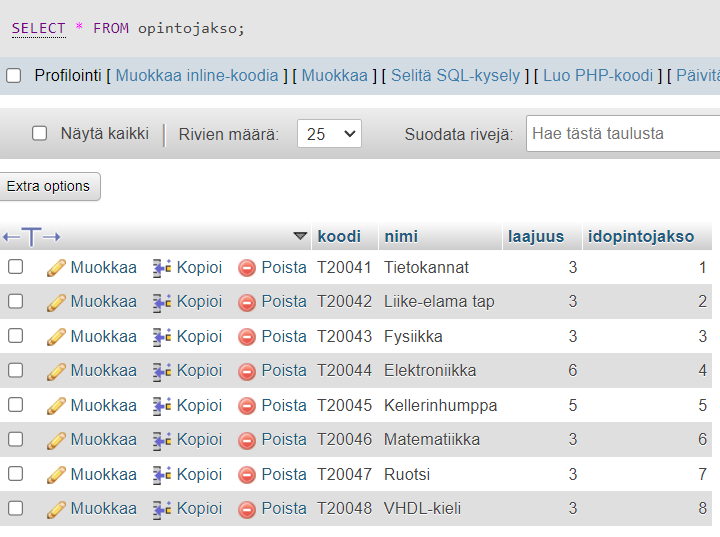 SELECT * FROM opintojakso;
Profilointi [ Muokkaa inline-koodia ] [ Muokkaa ] [ Selitä SQL-kysely ] [ Luo PHP-koodi ] [ Päivitä
Näytä kaikki Rivien määrä: 25 Suodata rivejä: Hae tästä taulusta
Extra options
←T→ koodi nimi laajuus idopintojakso
Muokkaa Kopioi Poista T20041 Tietokannat 3 1
Muokkaa Kopioi Poista T20042 Liike-elama tap 3 2
Muokkaa Kopioi Poista T20043 Fysiikka 3 3
Muokkaa Kopioi Poista T20044 Elektroniikka 6 4
Muokkaa Kopioi Poista T20045 Kellerinhumppa 5 5
Muokkaa Kopioi Poista T20046 Matematiikka 3 6
Muokkaa Kopioi Poista T20047 Ruotsi 3 7
Muokkaa Kopioi Poista T20048 VHDL-kieli 3 8